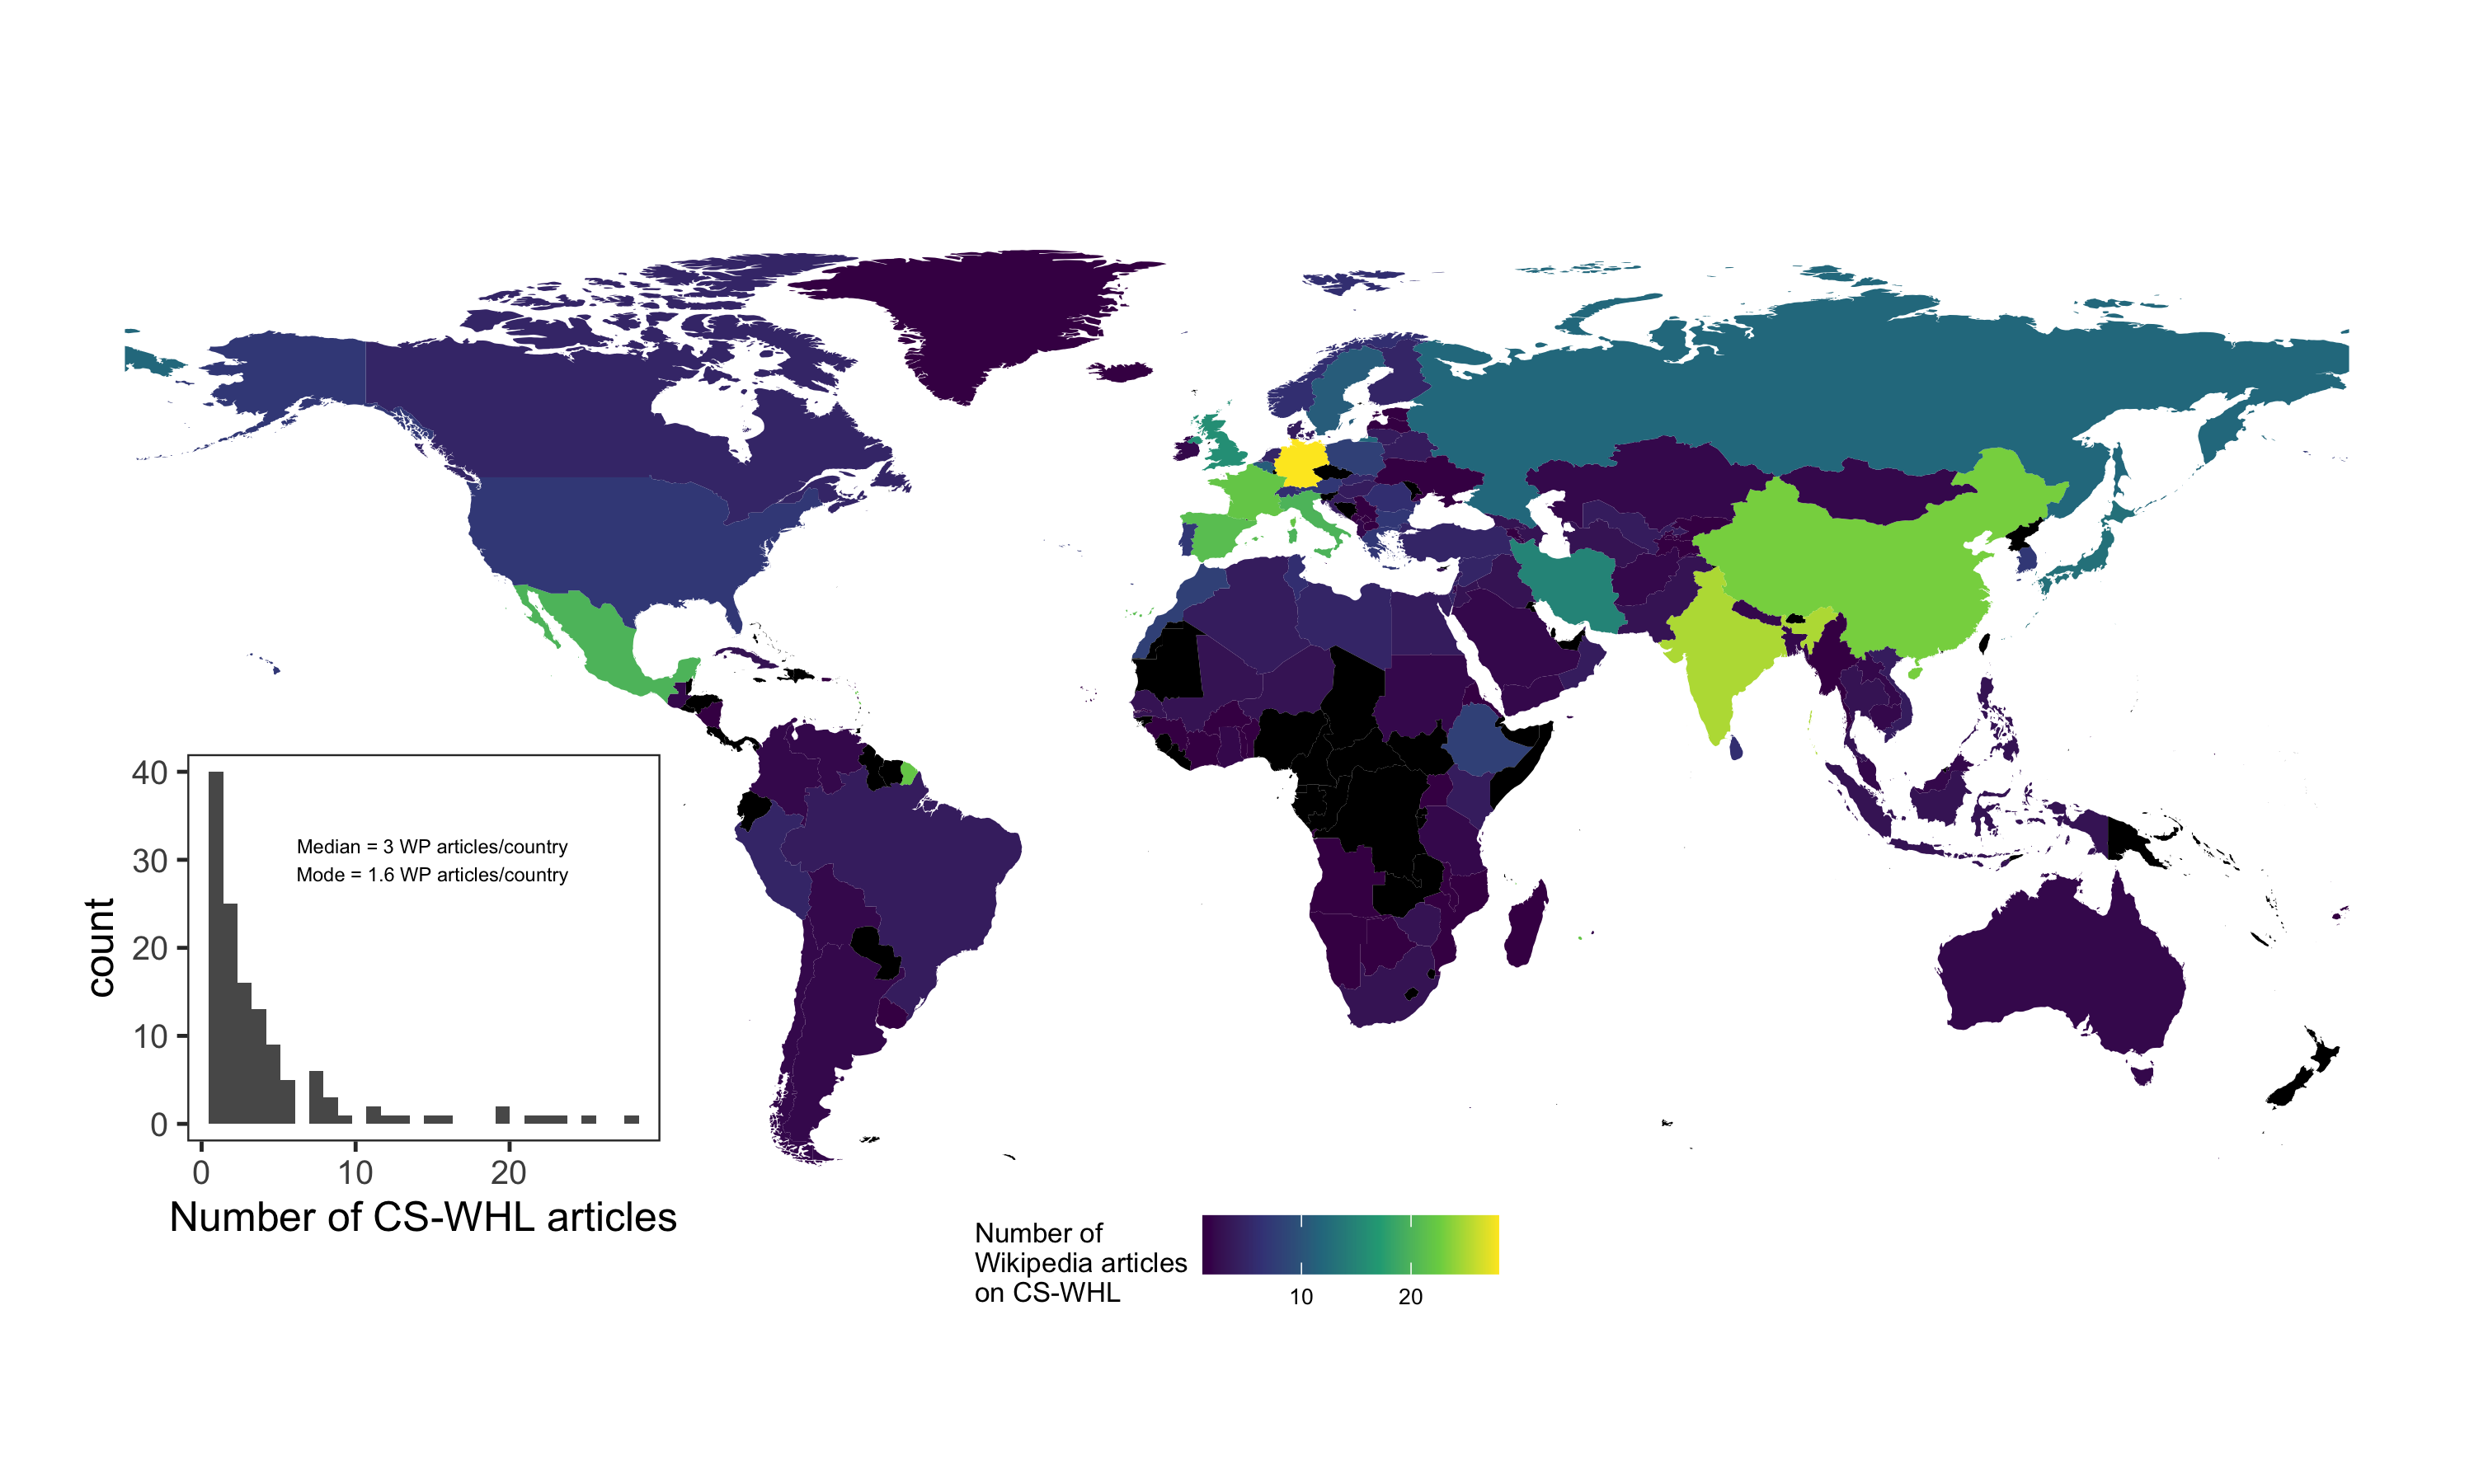 40
30
20
10
0
count
Median = 3 WP articles/country
Mode = 1.6 WP articles/country
0 10 20
Number of CS-WHL articles
Number of
Wikipedia articles
on CS-WHL
10 20